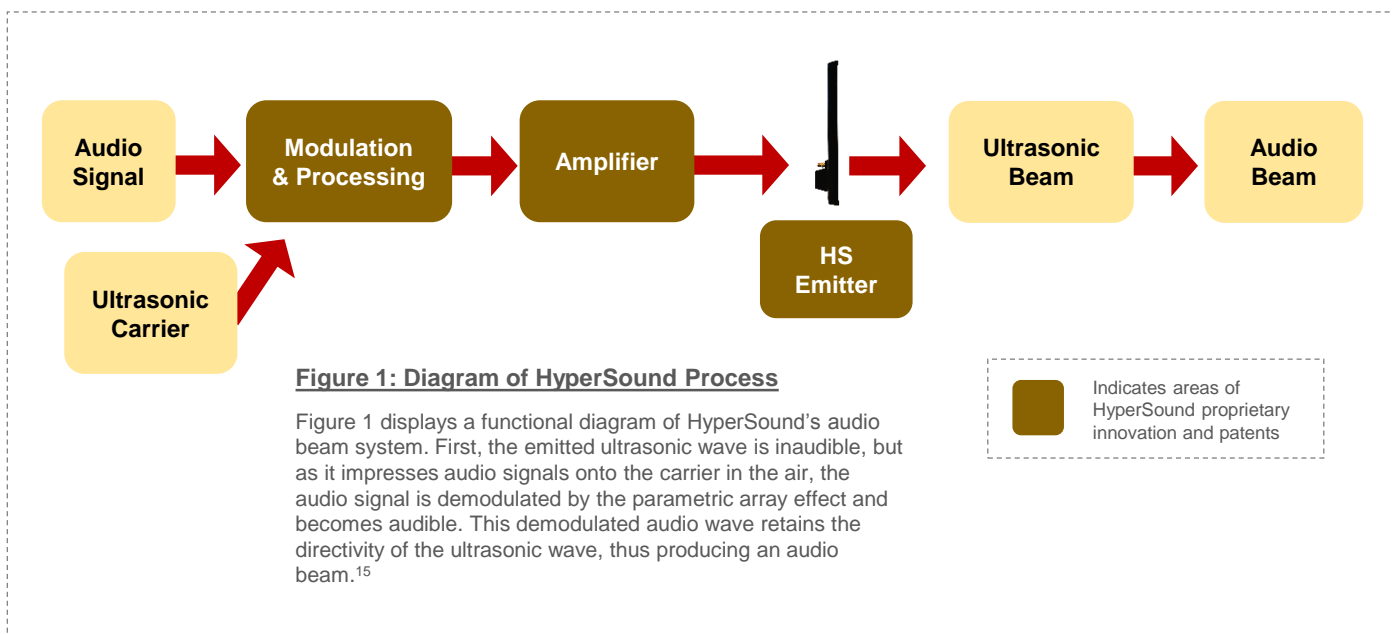 Audio
Signal
Modulation
& Processing
Amplifier
Ultrasonic
Beam
Audio
Beam
Ultrasonic
Carrier
HS
Emitter
Figure 1: Diagram of HyperSound Process
Figure 1 displays a functional diagram of HyperSound’s audio
beam system. First, the emitted ultrasonic wave is inaudible, but
as it impresses audio signals onto the carrier in the air, the
audio signal is demodulated by the parametric array effect and
becomes audible. This demodulated audio wave retains the
directivity of the ultrasonic wave, thus producing an audio
beam.¹⁵
Indicates areas of
HyperSound proprietary
innovation and patents